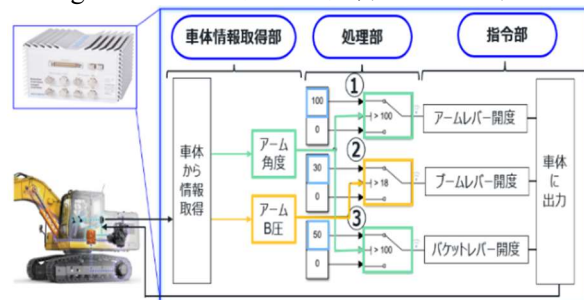 車体情報取得部
処理部
指令部
①
100
0
> 100
アームレバー開度
車体
から
情報
取得
アーム
角度
②
30
0
> 18
ブームレバー開度
車体
に
出力
アーム
B圧
③
50
0
> 100
バケットレバー開度